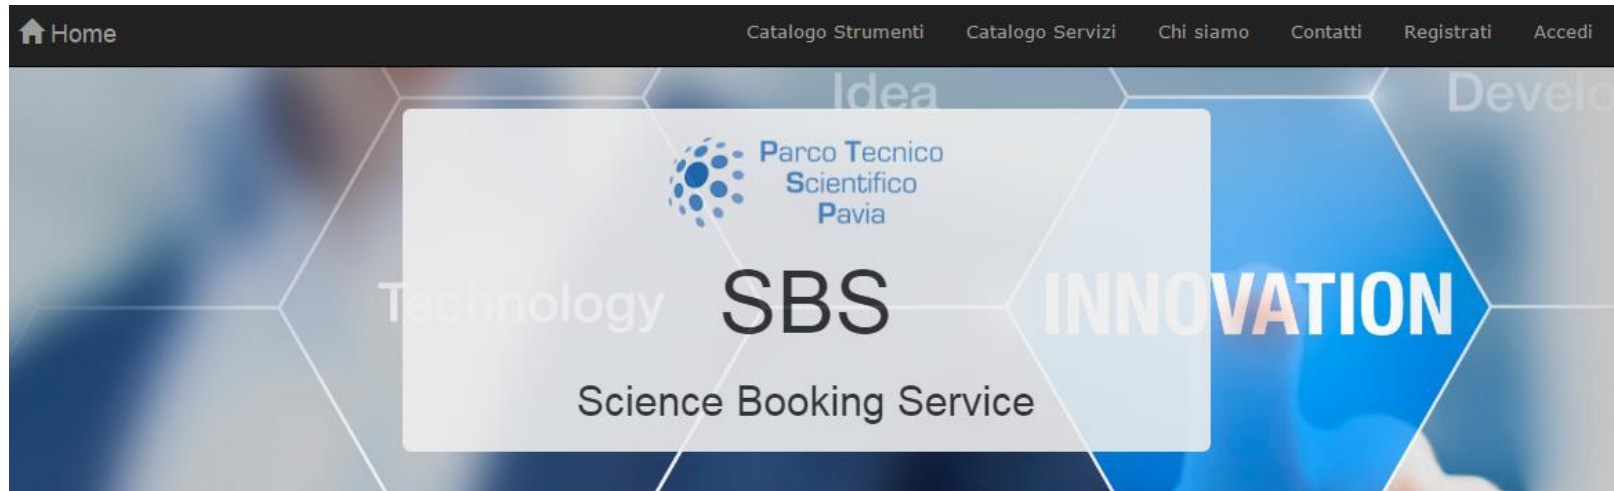 Home
Catalogo Strumenti
Catalogo Servizi
Chi siamo
Contatti
Registrati
Accedi
Idea
Develo
Parco Tecnico
Scientifico
Pavia
Technology
SBS
INNOVATION
Science Booking Service